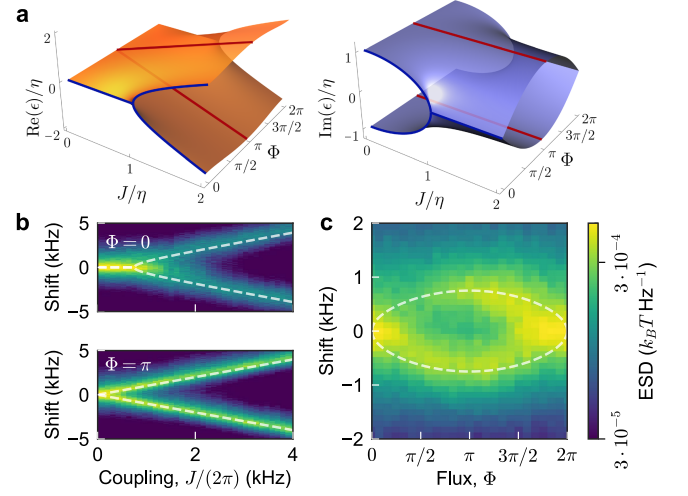 a
Re(ϵ)/η
2
0
−2
0
1
2
J/η
0
π/2
π
3π/2
2π
Φ
Im(ϵ)/η
1
0
−1
0
1
2
J/η
0
π/2
π
3π/2
2π
Φ
b
Φ = 0
Shift (kHz)
5
0
−5
Φ = π
Shift (kHz)
5
0
−5
0
2
4
Coupling, J/(2π) (kHz)
c
Shift (kHz)
2
1
0
−1
−2
0
π/2
π
3π/2
2π
Flux, Φ
3 · 10⁻⁴
3 · 10⁻⁵
ESD (k_BT Hz⁻¹)